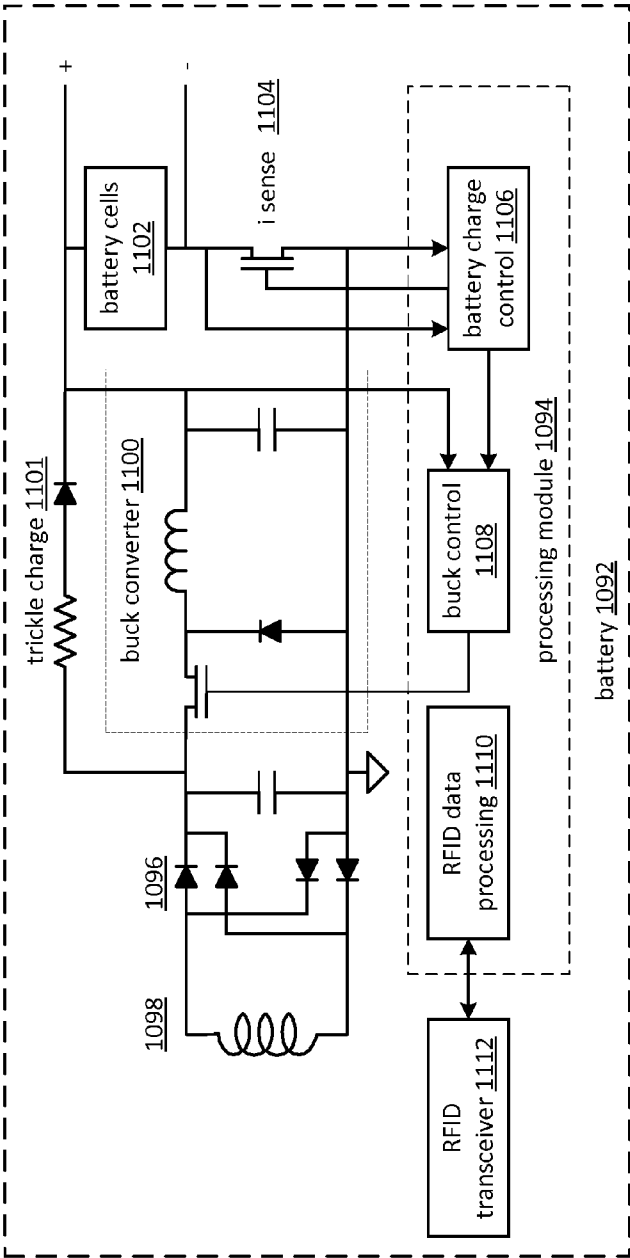 trickle charge 1101
+
-
buck converter 1100
battery cells
1102
i sense 1104
1096
1098
battery charge
control 1106
buck control
1108
RFID data
processing 1110
RFID
transceiver 1112
processing module 1094
battery 1092